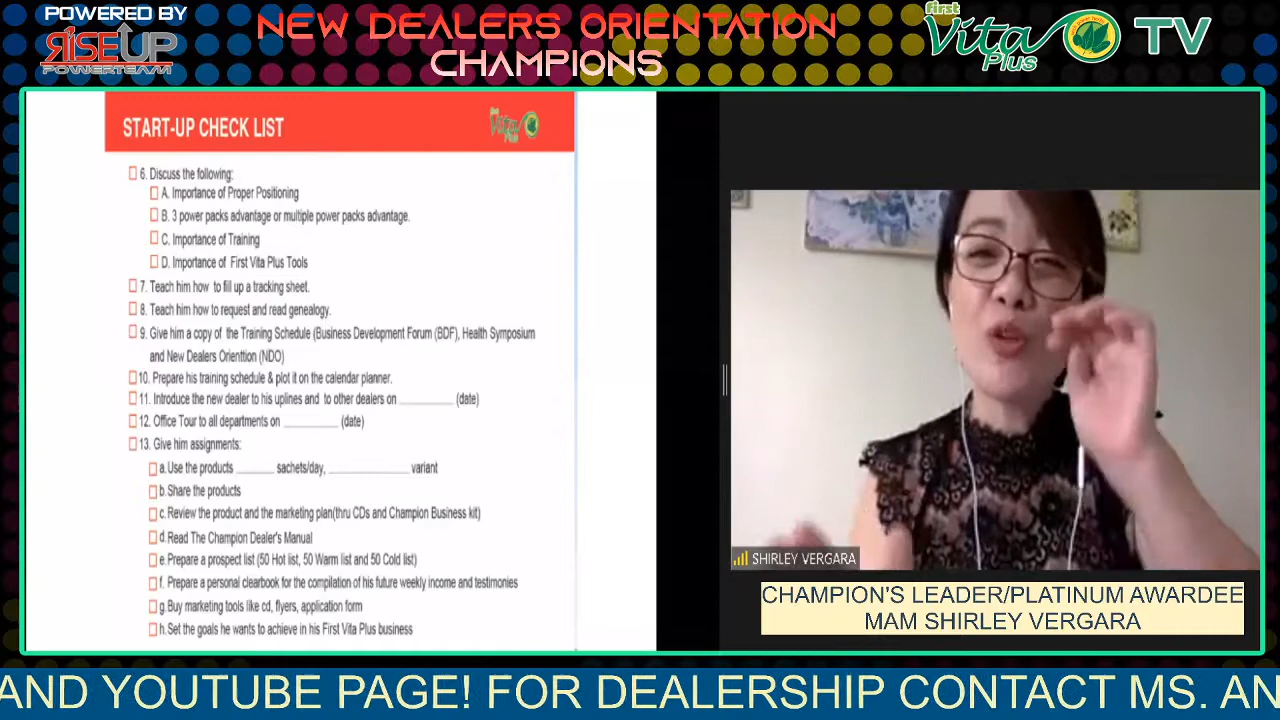 POWERED BY
RISEUP
POWERTEAM
NEW DEALERS ORIENTATION
CHAMPIONS
First
Vita
Plus
TV
START-UP CHECK LIST
Vita
Plus
6. Discuss the following:
A. Importance of Proper Positioning
B. 3 power packs advantage or multiple power packs advantage.
C. Importance of Training
D. Importance of First Vita Plus Tools
7. Teach him how to fill up a tracking sheet.
8. Teach him how to request and read genealogy.
9. Give him a copy of the Training Schedule (Business Development Forum (BDF), Health Symposium
and New Dealers Orienttion (NDO)
10. Prepare his training schedule & plot it on the calendar planner.
11. Introduce the new dealer to his uplines and to other dealers on __________ (date)
12. Office Tour to all departments on __________ (date)
13. Give him assignments:
a. Use the products _______ sachets/day, _______________ variant
b. Share the products
c. Review the product and the marketing plan(thru CDs and Champion Business kit)
d. Read The Champion Dealer's Manual
e. Prepare a prospect list (50 Hot list, 50 Warm list and 50 Cold list)
f. Prepare a personal clearbook for the compilation of his future weekly income and testimonies
g. Buy marketing tools like cd, flyers, application form
h. Set the goals he wants to achieve in his First Vita Plus business
SHIRLEY VERGARA
CHAMPION'S LEADER/PLATINUM AWARDEE
MAM SHIRLEY VERGARA
AND YOUTUBE PAGE! FOR DEALERSHIP CONTACT MS. AN